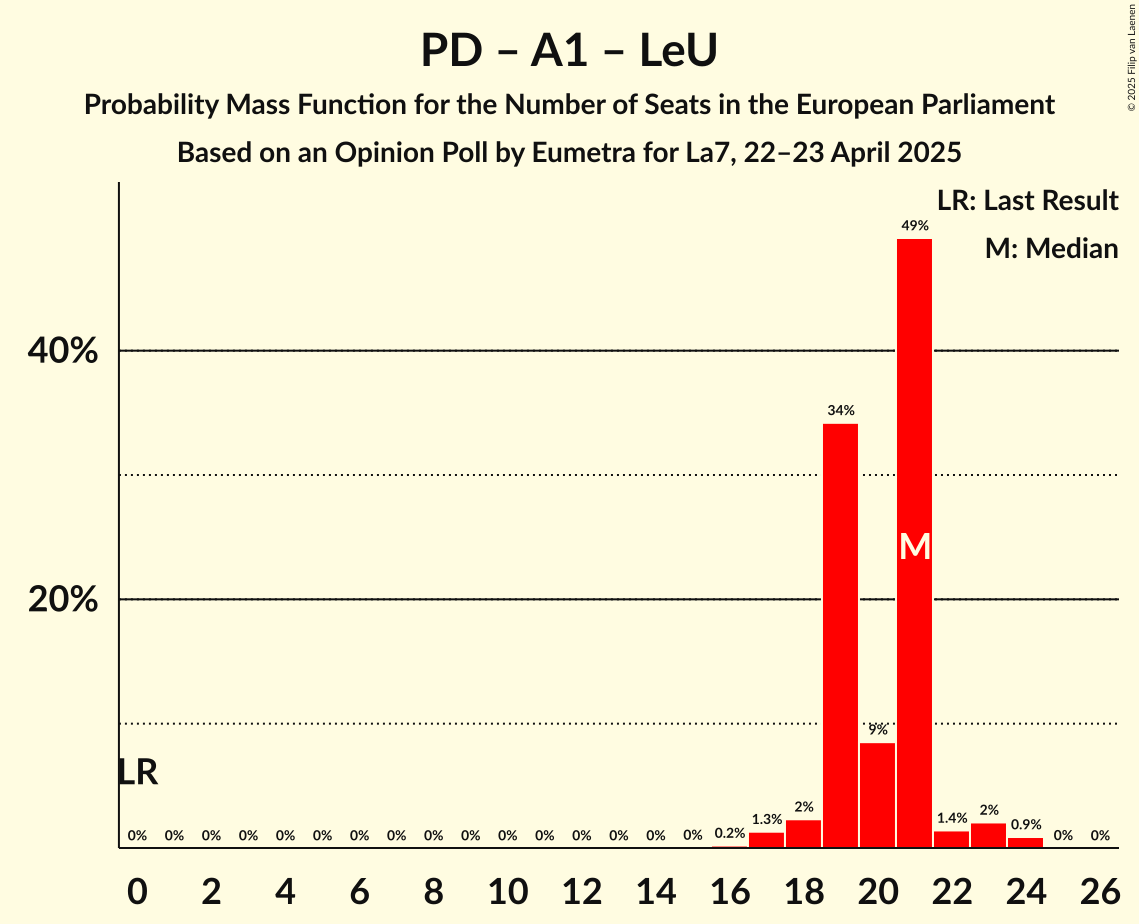 PD – A1 – LeU
Probability Mass Function for the Number of Seats in the European Parliament
Based on an Opinion Poll by Eumetra for La7, 22–23 April 2025
© 2025 Filip van Laenen
LR: Last Result
M: Median
49%
40%
34%
M
20%
9%
LR
0% 0% 0% 0% 0% 0% 0% 0% 0% 0% 0% 0% 0% 0% 0% 0% 0.2% 1.3% 2% 1.4% 2% 0.9% 0% 0%
0 2 4 6 8 10 12 14 16 18 20 22 24 26